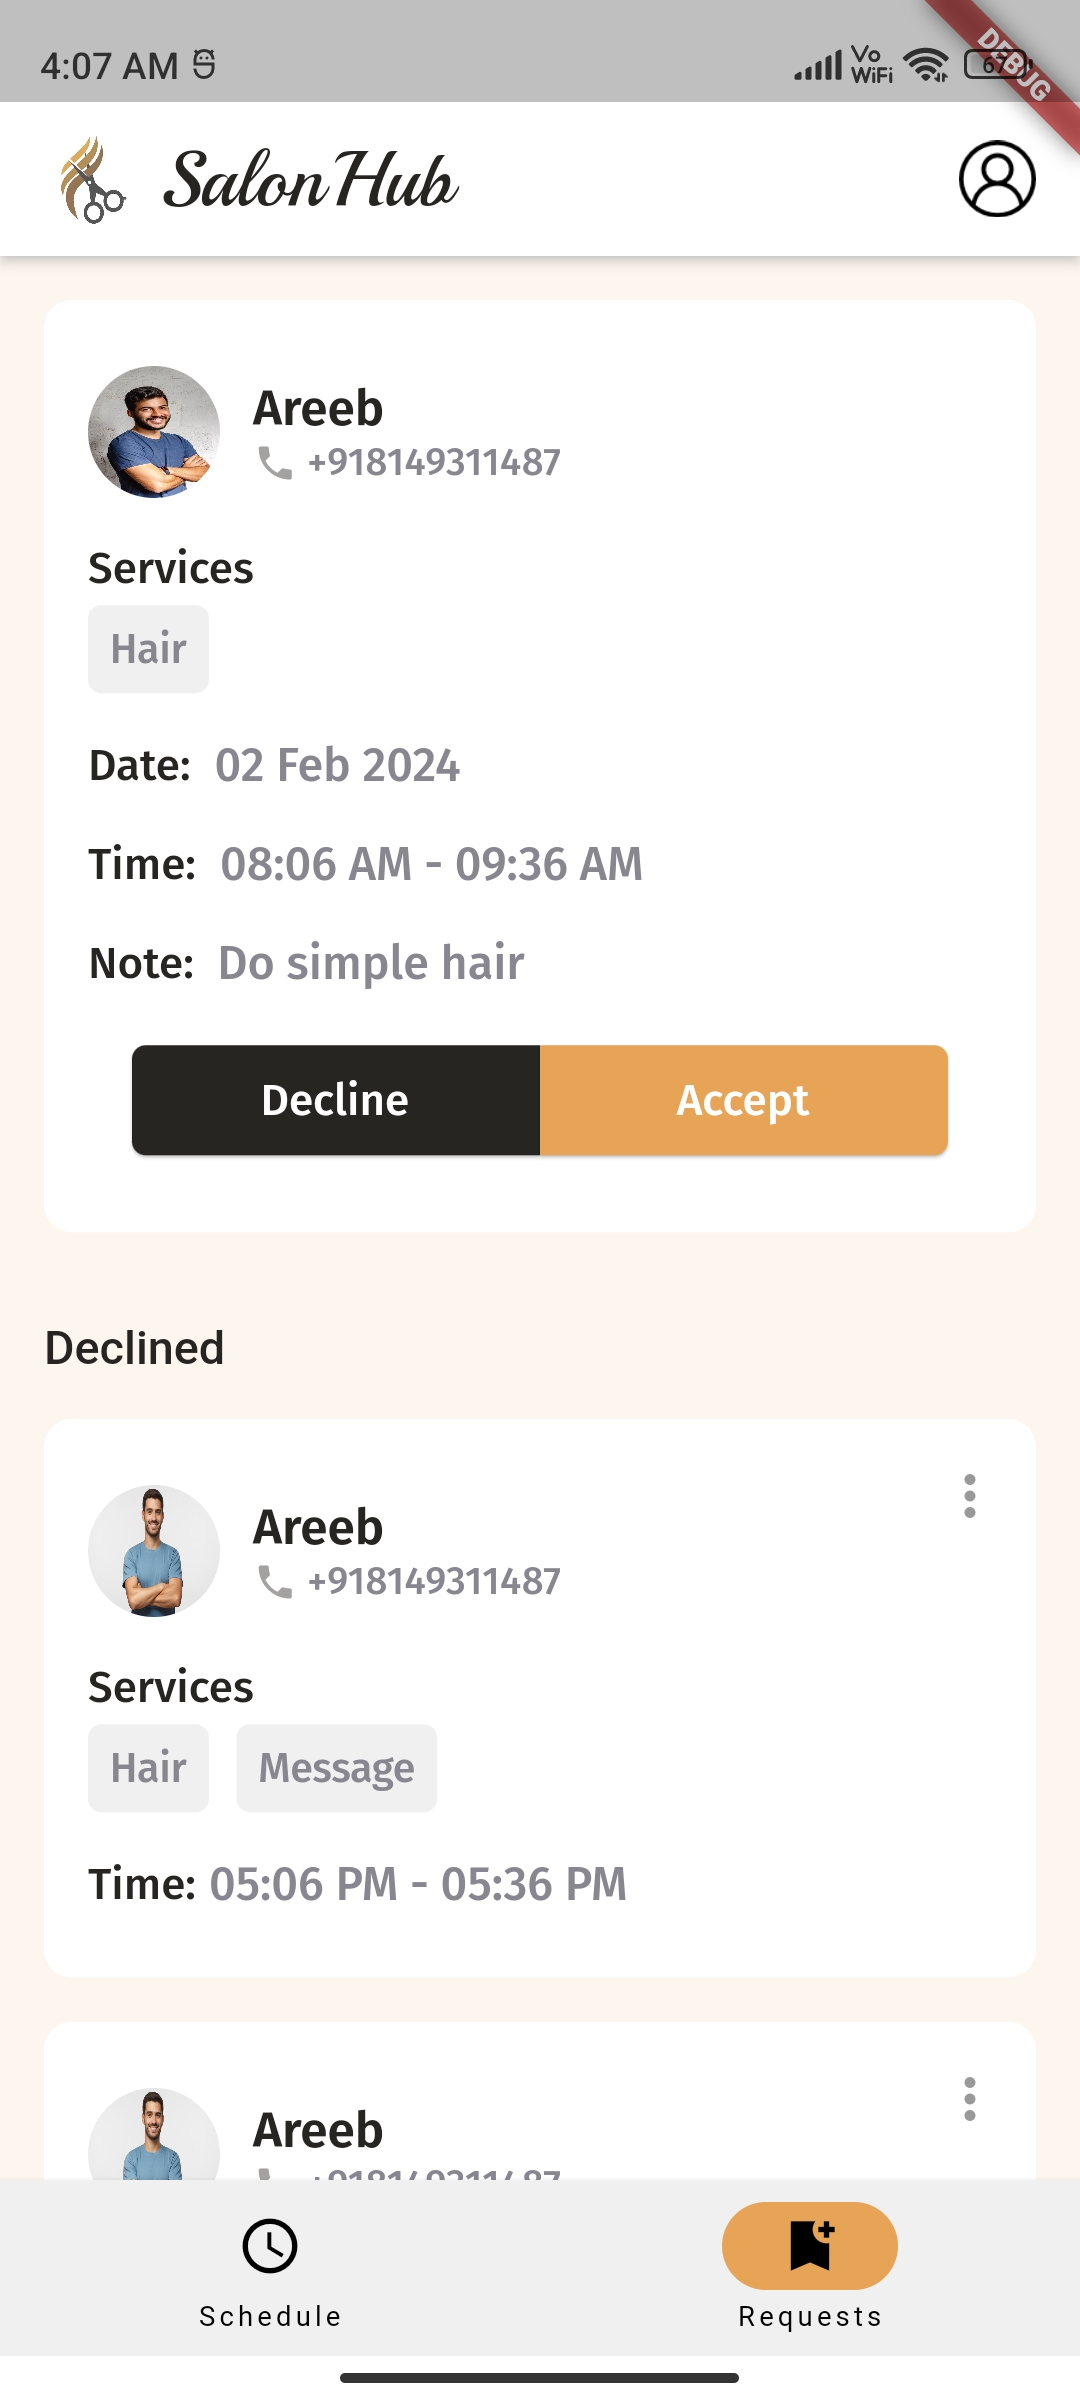 4:07 AM
Vo WiFi
67
DEBUG
Salon Hub
Areeb
+918149311487
Services
Hair
Date: 02 Feb 2024
Time: 08:06 AM - 09:36 AM
Note: Do simple hair
Decline Accept
Declined
Areeb
+918149311487
Services
Hair Message
Time: 05:06 PM - 05:36 PM
Areeb
+918149311487
Schedule Requests